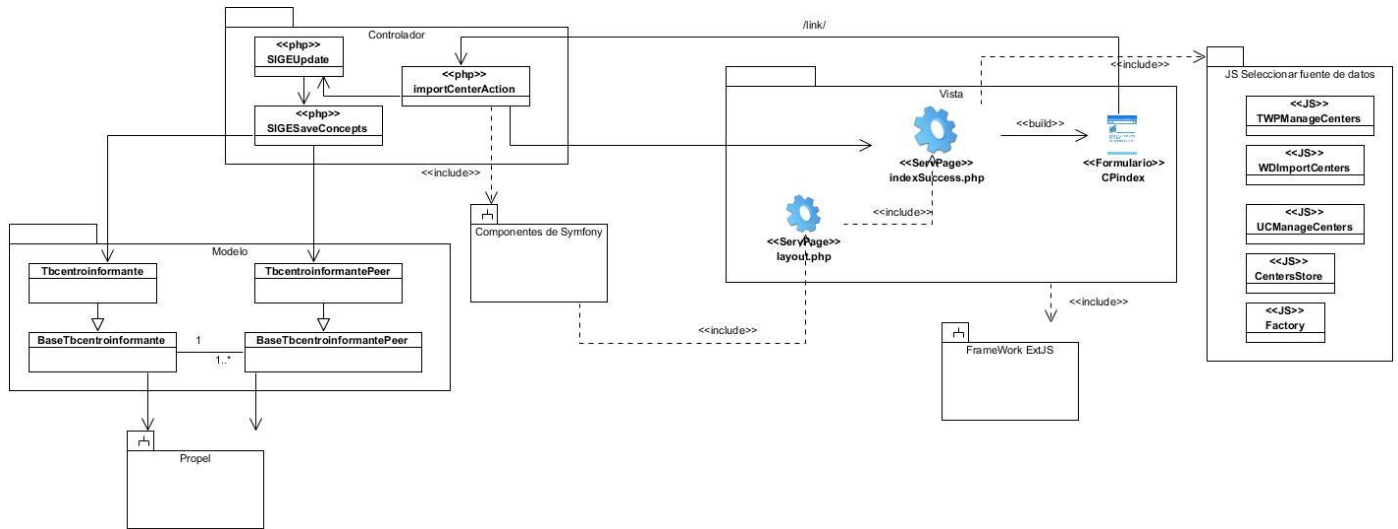 /link/
Controlador
<<php>>
SIGEUpdate
<<php>>
importCenterAction
<<php>>
SIGESaveConcepts
<<include>>
Componentes de Symfony
<<include>>
Vista
<<ServPage>>
indexSuccess.php
<<build>>
<<Formulario>>
CPindex
<<include>>
<<ServPage>>
layout.php
<<include>>
<<include>>
FrameWork ExtJS
JS Seleccionar fuente de datos
<<JS>>
TWPManageCenters
<<JS>>
WDImportCenters
<<JS>>
UCManageCenters
<<JS>>
CentersStore
<<JS>>
Factory
Modelo
Tbcentroinformante
TbcentroinformantePeer
BaseTbcentroinformante
1
1..*
BaseTbcentroinformantePeer
Propel